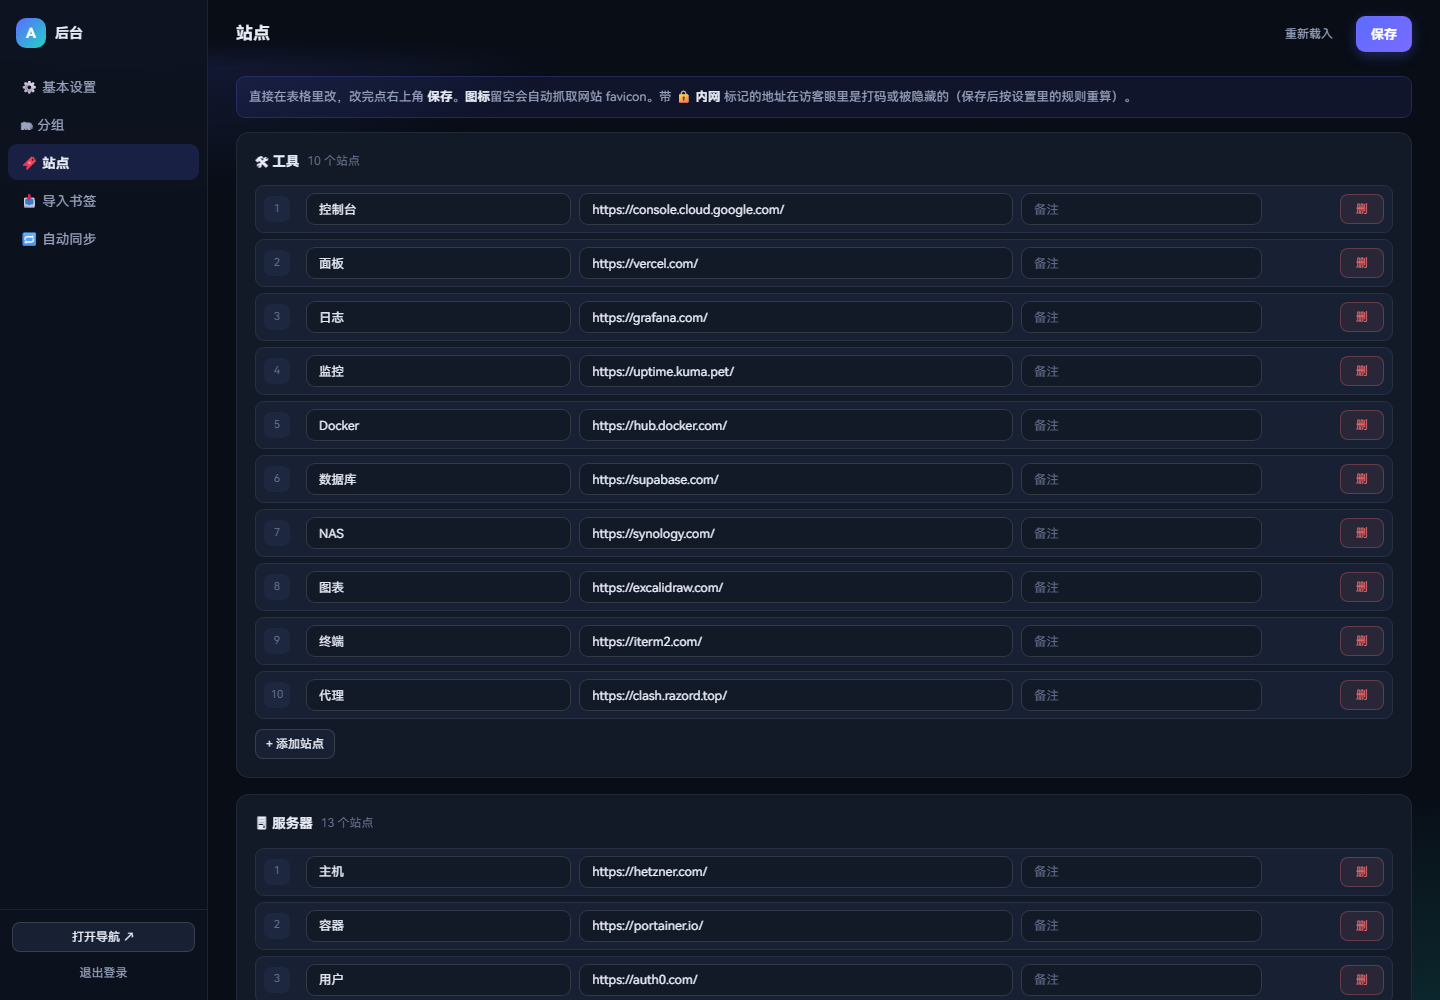 A 后台
基本设置
分组
站点
导入书签
自动同步
打开导航 ↗
退出登录
站点
重新载入
保存
直接在表格里改，改完点右上角 保存。图标留空会自动抓取网站 favicon。带 🔒 内网 标记的地址在访客眼里是打码或被隐藏的（保存后按设置里的规则重算）。
工具 10 个站点
1 控制台 https://console.cloud.google.com/ 备注 删
2 面板 https://vercel.com/ 备注 删
3 日志 https://grafana.com/ 备注 删
4 监控 https://uptime.kuma.pet/ 备注 删
5 Docker https://hub.docker.com/ 备注 删
6 数据库 https://supabase.com/ 备注 删
7 NAS https://synology.com/ 备注 删
8 图表 https://excalidraw.com/ 备注 删
9 终端 https://iterm2.com/ 备注 删
10 代理 https://clash.razord.top/ 备注 删
+ 添加站点
服务器 13 个站点
1 主机 https://hetzner.com/ 备注 删
2 容器 https://portainer.io/ 备注 删
3 用户 https://auth0.com/ 备注 删